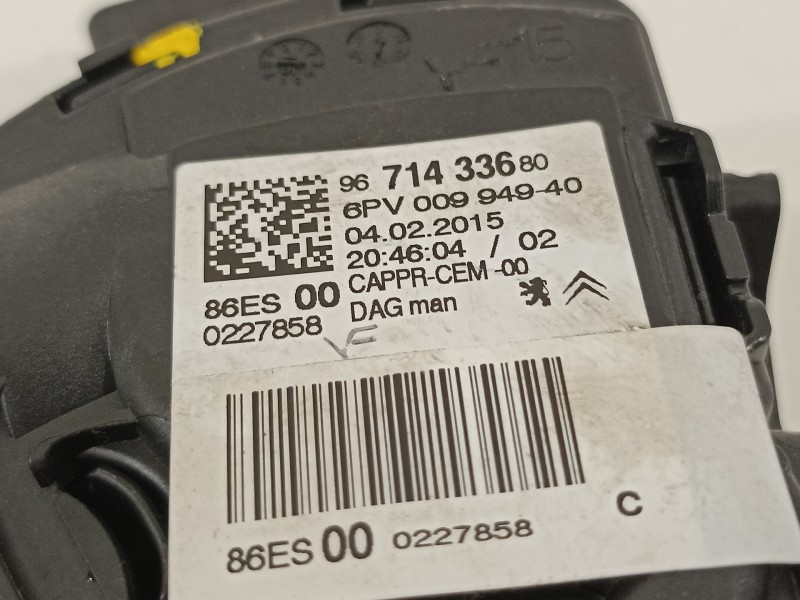 15
96 714 336 80
6PV 009 949-40
04.02.2015
20:46:04 / 02
CAPPR-CEM -00
DAG man
86ES 00
0227858
C
86ES 00 0227858